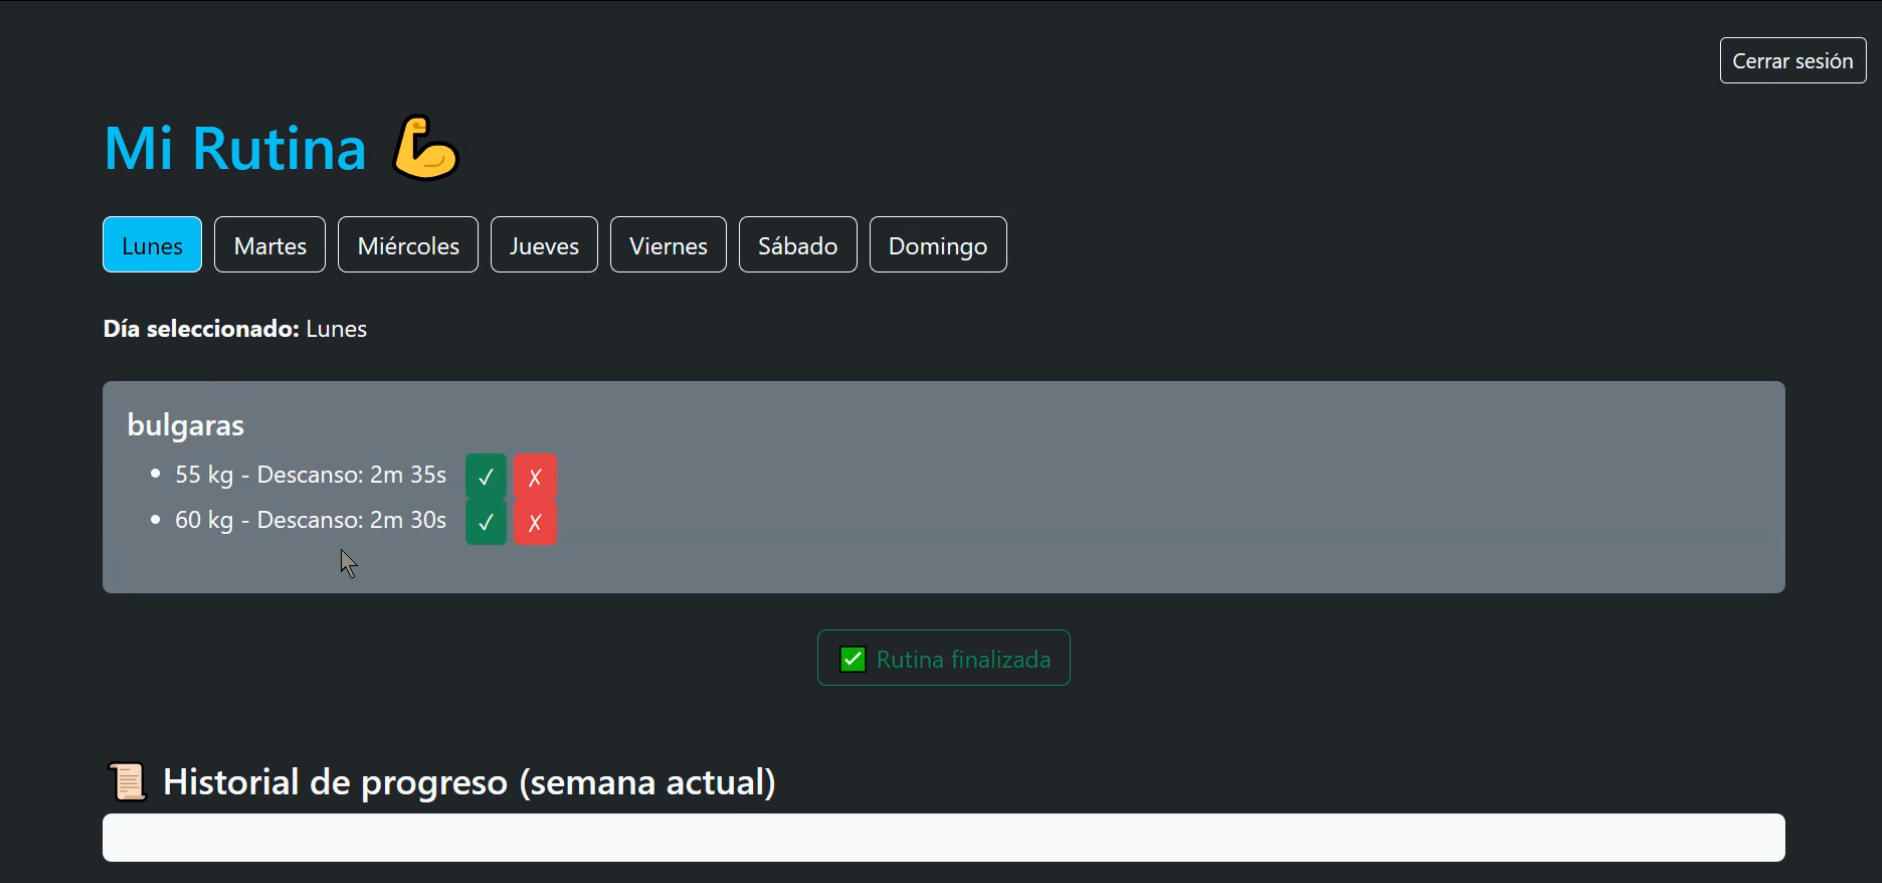 Cerrar sesión
Mi Rutina 💪
Lunes Martes Miércoles Jueves Viernes Sábado Domingo
Día seleccionado: Lunes
bulgaras
• 55 kg - Descanso: 2m 35s ✓ ✗
• 60 kg - Descanso: 2m 30s ✓ ✗
✅ Rutina finalizada
📜 Historial de progreso (semana actual)